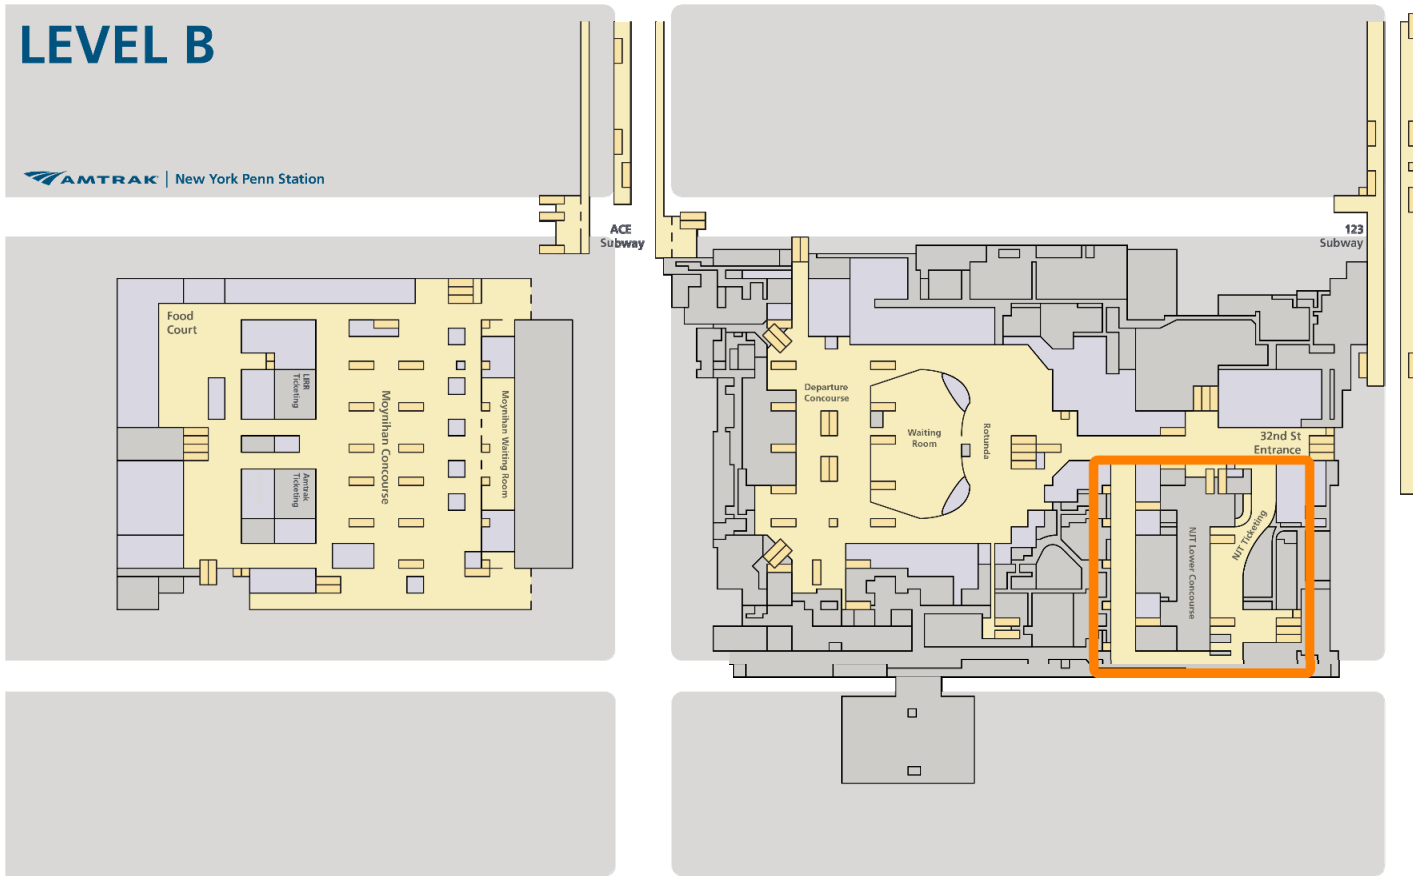 LEVEL B
AMTRAK | New York Penn Station
ACE
Subway
123
Subway
Food
Court
LIRR
Ticketing
Moynihan Concourse
Moynihan Waiting Room
Amtrak
Ticketing
Departure
Concourse
Waiting
Room
Rotunda
32nd St
Entrance
NJT Lower Concourse
NJT Ticketing